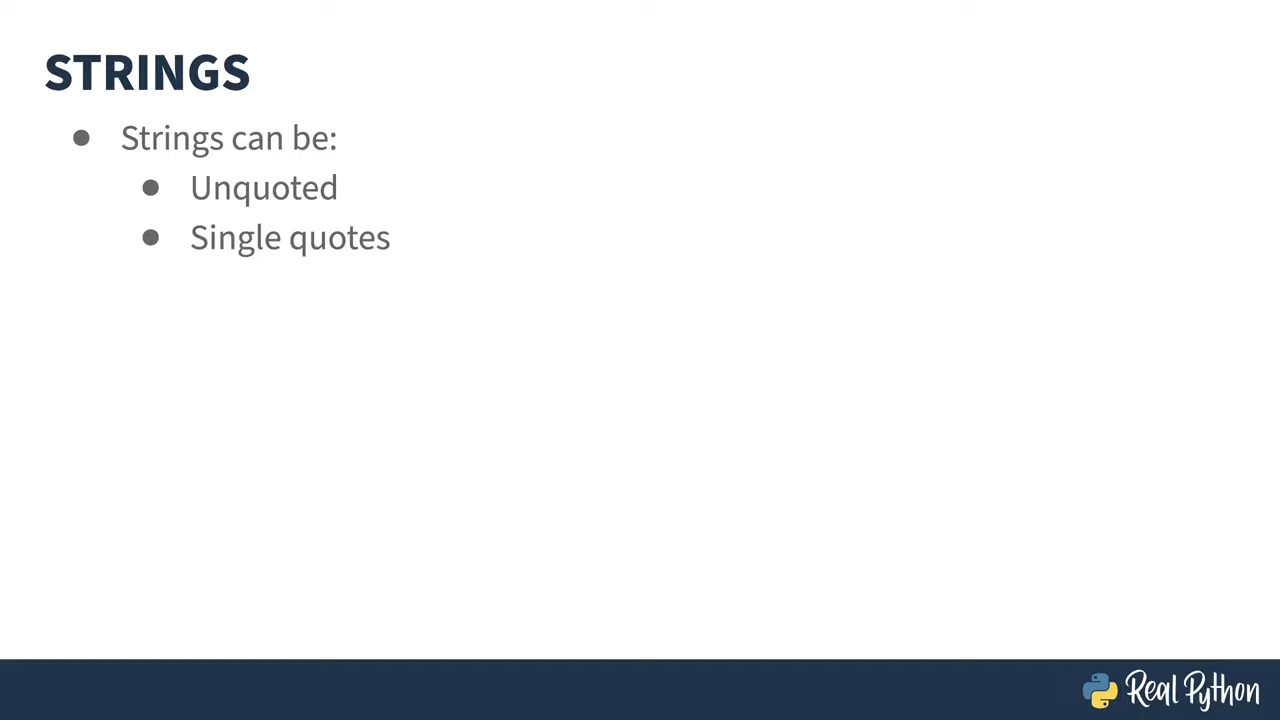 STRINGS
● Strings can be:
● Unquoted
● Single quotes
Real Python